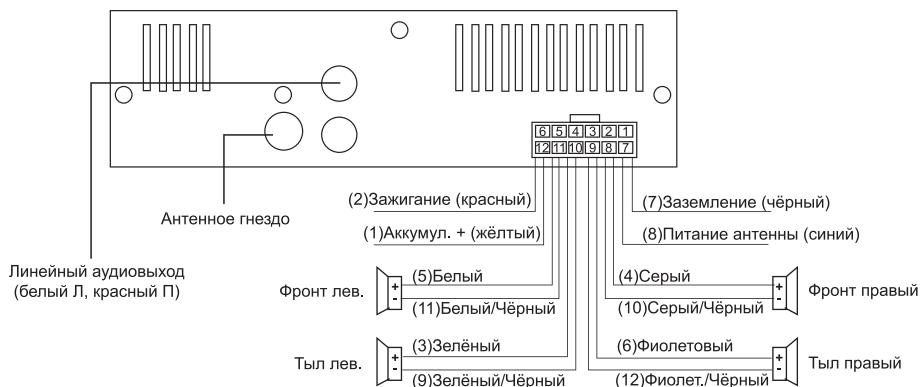 6 5 4 3 2 1
12 11 10 9 8 7
(2)Зажигание (красный)
(7)Заземление (чёрный)
Антенное гнездо
(1)Аккумул. + (жёлтый)
(8)Питание антенны (синий)
Линейный аудиовыход
(белый Л, красный П)
Фронт лев.
+
-
(5)Белый
(11)Белый/Чёрный
(4)Серый
(10)Серый/Чёрный
+
-
Фронт правый
Тыл лев.
+
-
(3)Зелёный
(9)Зелёный/Чёрный
(6)Фиолетовый
(12)Фиолет./Чёрный
+
-
Тыл правый